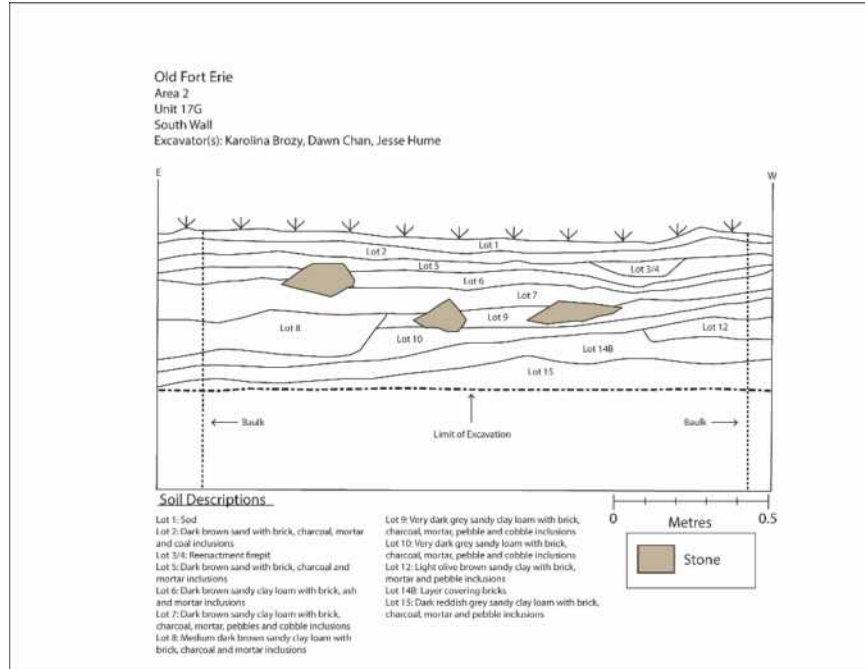 Old Fort Erie
Area 2
Unit 17G
South Wall
Excavator(s): Karolina Brozy, Dawn Chan, Jesse Hume
E
W
Lot 1
Lot 2
Lot 5
Lot 3/4
Lot 6
Lot 7
Lot 9
Lot 8
Lot 12
Lot 10
Lot 14B
Lot 15
Baulk
Baulk
Limit of Excavation
Soil Descriptions
Lot 1: Sod
Lot 2: Dark brown sand with brick, charcoal, mortar
and coal inclusions
Lot 3/4: Reenactment firepit
Lot 5: Dark brown sand with brick, charcoal and
mortar inclusions
Lot 6: Dark brown sandy clay loam with brick, ash
and mortar inclusions
Lot 7: Dark brown sandy clay loam with brick,
charcoal, mortar, pebbles and cobble inclusions
Lot 8: Medium dark brown sandy clay loam with
brick, charcoal and mortar inclusions
Lot 9: Very dark grey sandy clay loam with brick,
charcoal, mortar, pebble and cobble inclusions
Lot 10: Very dark grey sandy loam with brick,
charcoal, mortar, pebble and cobble inclusions
Lot 12: Light olive brown sandy clay with brick,
mortar and pebble inclusions
Lot 14B: Layer covering bricks
Lot 15: Dark reddish grey sandy clay loam with brick,
charcoal, mortar and pebble inclusions
0
Metres
0.5
Stone